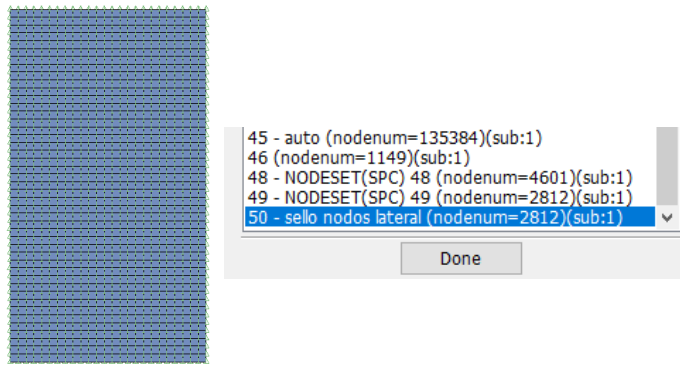 45 - auto (nodenum=135384)(sub:1)
46 (nodenum=1149)(sub:1)
48 - NODESET(SPC) 48 (nodenum=4601)(sub:1)
49 - NODESET(SPC) 49 (nodenum=2812)(sub:1)
50 - sello nodos lateral (nodenum=2812)(sub:1)
Done